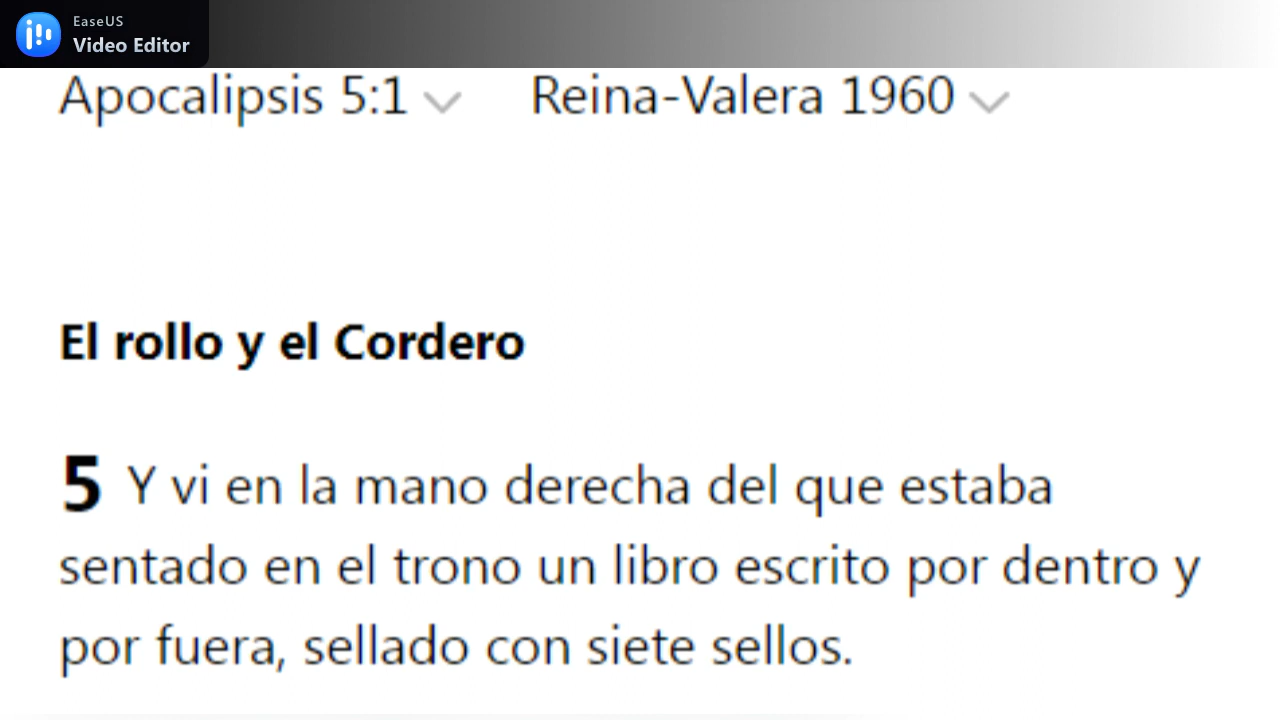 EaseUS
Video Editor
Apocalipsis 5:1 Reina-Valera 1960
El rollo y el Cordero
5 Y vi en la mano derecha del que estaba
sentado en el trono un libro escrito por dentro y
por fuera, sellado con siete sellos.